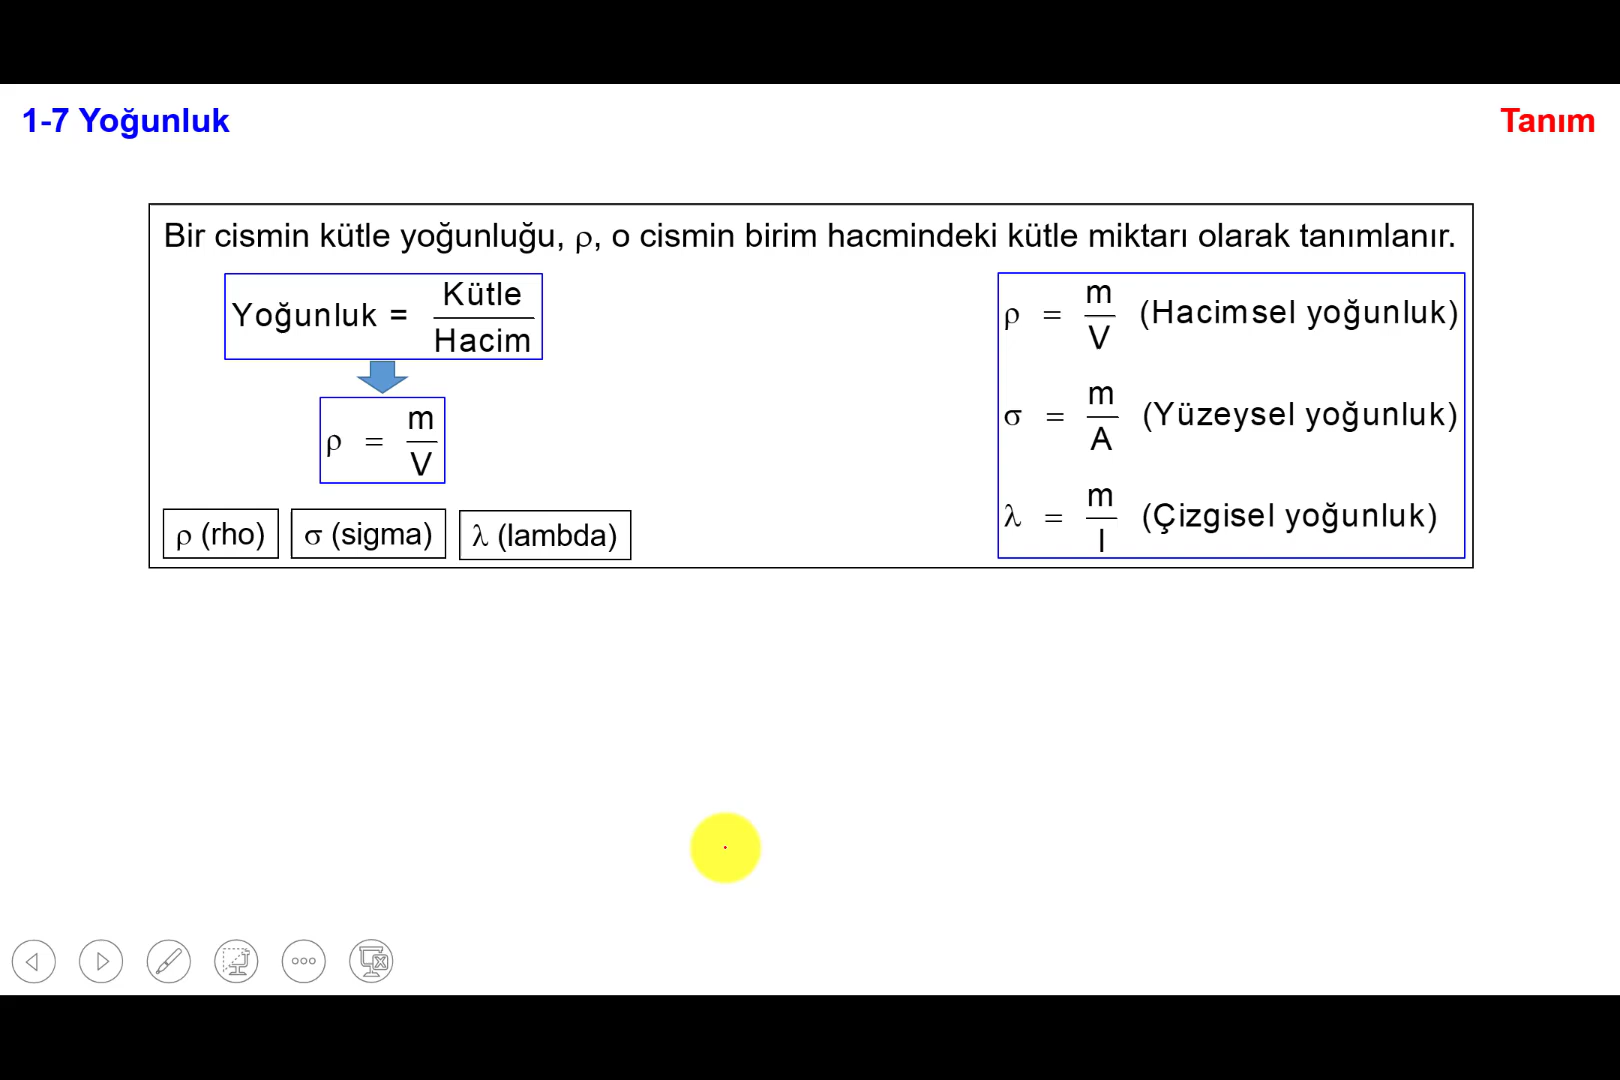 1-7 Yoğunluk
Tanım
Bir cismin kütle yoğunluğu, ρ, o cismin birim hacmindeki kütle miktarı olarak tanımlanır.
Yoğunluk = Kütle / Hacim
ρ = m / V
ρ (rho)
σ (sigma)
λ (lambda)
ρ = m / V (Hacimsel yoğunluk)
σ = m / A (Yüzeysel yoğunluk)
λ = m / l (Çizgisel yoğunluk)